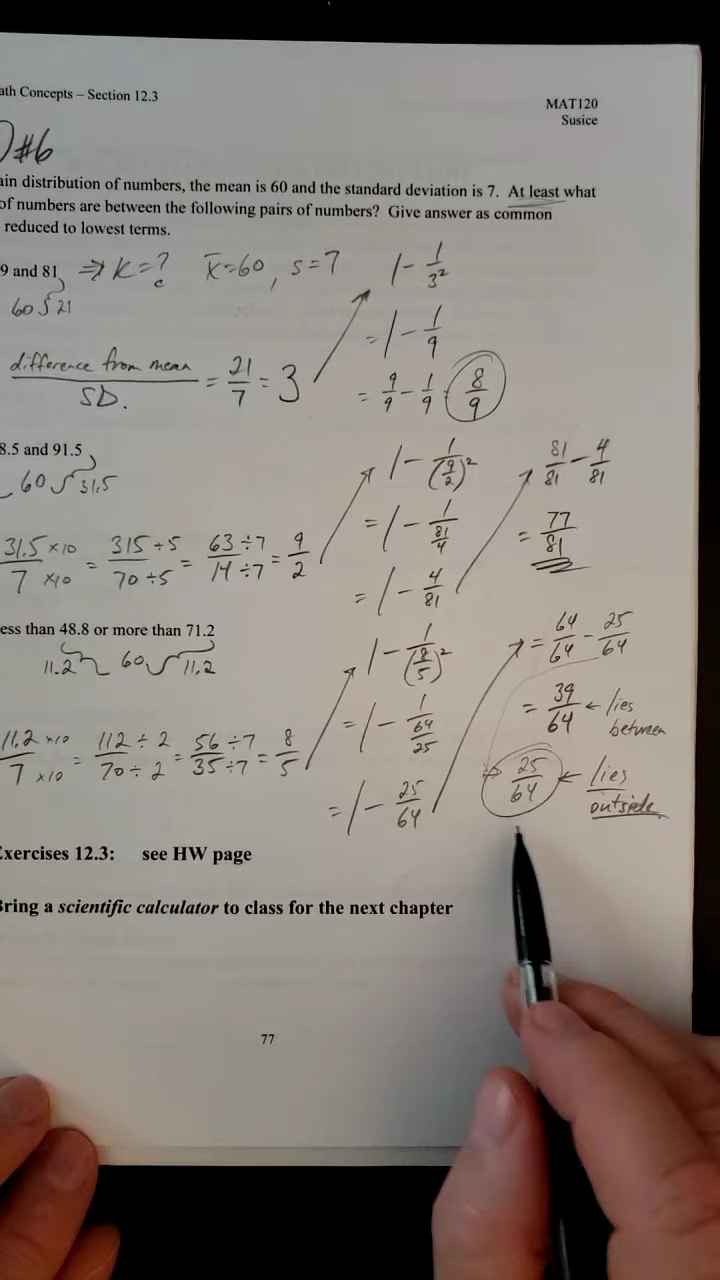 ath Concepts – Section 12.3
MAT120
Susice
#6
ain distribution of numbers, the mean is 60 and the standard deviation is 7. At least what
of numbers are between the following pairs of numbers? Give answer as common
reduced to lowest terms.
9 and 81 ⇒ K=? x̄=60, s=7
60 21
difference from mean / SD. = 21/7 = 3
1 - 1/3²
= 1 - 1/9
= 9/9 - 1/9 = 8/9
8.5 and 91.5
60 31.5
31.5 ×10 / 7 ×10 = 315 ÷5 / 70 ÷5 = 63 ÷7 / 14 ÷7 = 9/2
1 - 1/(9/2)²
= 1 - 1/(81/4)
= 1 - 4/81
81/81 - 4/81
= 77/81
ess than 48.8 or more than 71.2
11.2 60 11.2
11.2 ×10 / 7 ×10 = 112 ÷ 2 / 70 ÷ 2 = 56 ÷7 / 35 ÷7 = 8/5
1 - 1/(8/5)²
= 1 - 1/(64/25)
= 1 - 25/64
= 64/64 - 25/64
= 39/64 ← lies
between
⇒ 25/64 ← lies
outside
Exercises 12.3: see HW page
Bring a scientific calculator to class for the next chapter
77